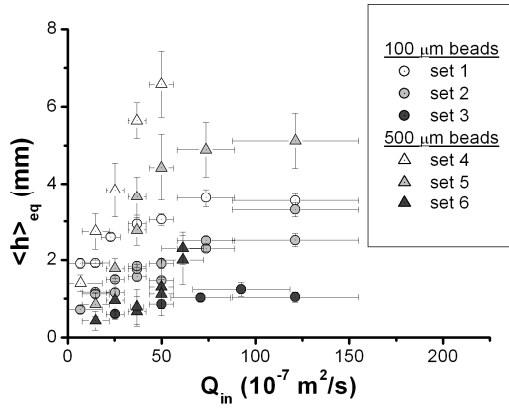 8
6
4
2
0
<h>eq (mm)
0
50
100
150
200
Qin (10-7 m2/s)
100 μm beads
set 1
set 2
set 3
500 μm beads
set 4
set 5
set 6